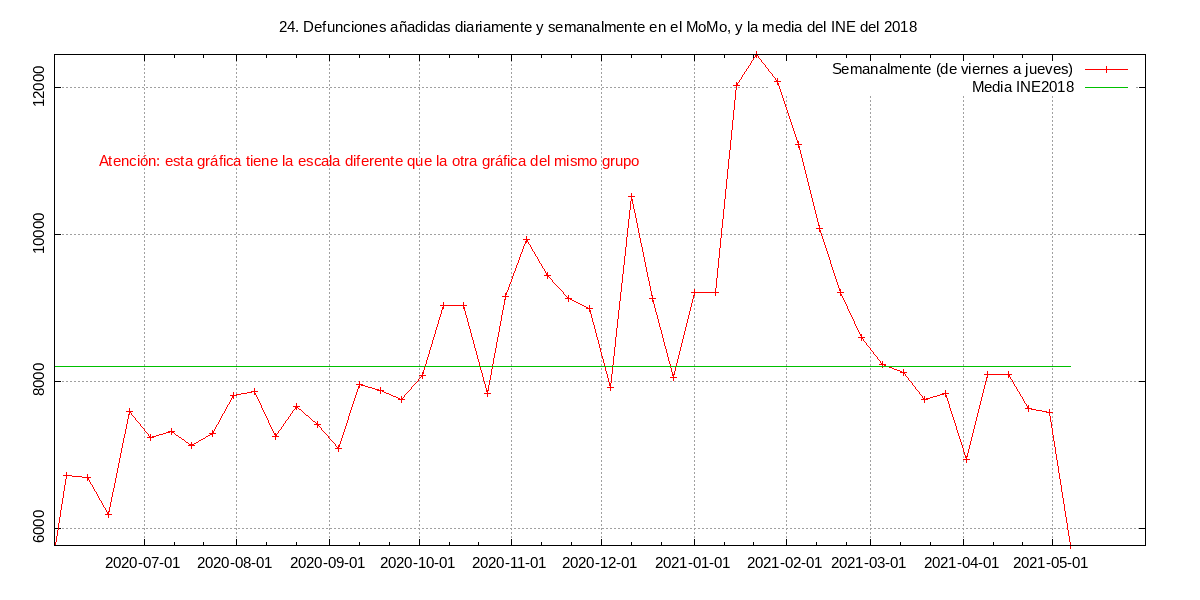 24. Defunciones añadidas diariamente y semanalmente en el MoMo, y la media del INE del 2018
Semanalmente (de viernes a jueves)
Media INE2018
Atención: esta gráfica tiene la escala diferente que la otra gráfica del mismo grupo
12000
10000
8000
6000
2020-07-01 2020-08-01 2020-09-01 2020-10-01 2020-11-01 2020-12-01 2021-01-01 2021-02-01 2021-03-01 2021-04-01 2021-05-01